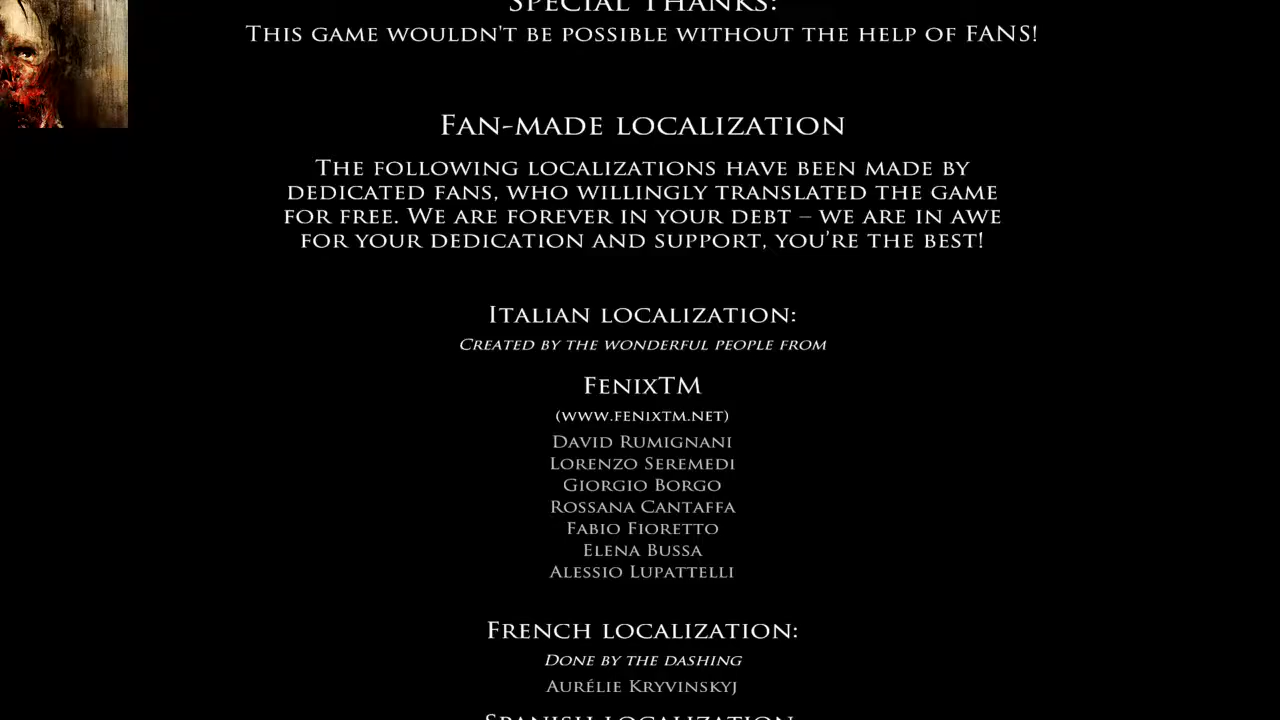 Special Thanks:
This game wouldn't be possible without the help of FANS!
Fan-made localization
The following localizations have been made by
dedicated fans, who willingly translated the game
for free. We are forever in your debt – we are in awe
for your dedication and support, you're the best!
Italian localization:
Created by the wonderful people from
FenixTM
(www.fenixtm.net)
David Rumignani
Lorenzo Seremedi
Giorgio Borgo
Rossana Cantaffa
Fabio Fioretto
Elena Bussa
Alessio Lupattelli
French localization:
Done by the dashing
Aurélie Kryvinskyj
Spanish localization: